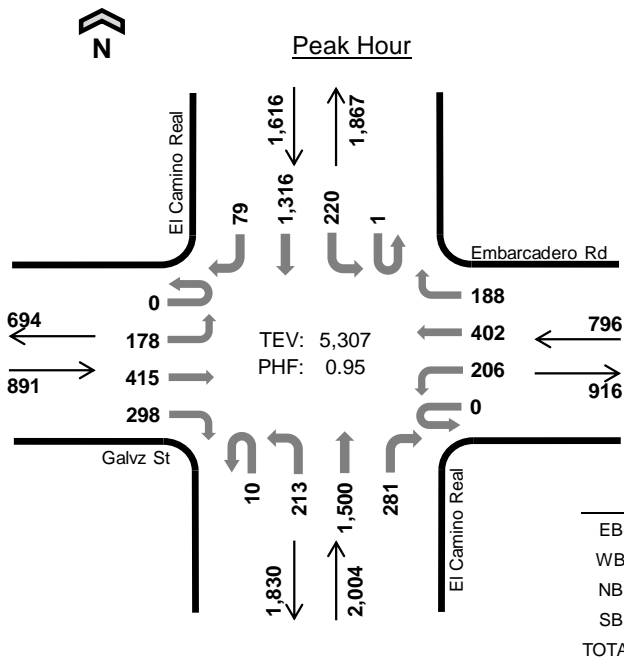 N
Peak Hour
El Camino Real
1,616
1,867
79
1,316
220
1
Embarcadero Rd
0
188
694
178
TEV: 5,307
402
796
891
415
PHF: 0.95
206
916
298
0
Galvz St
10
213
1,500
281
El Camino Real
1,830
2,004
EB
WB
NB
SB
TOTA